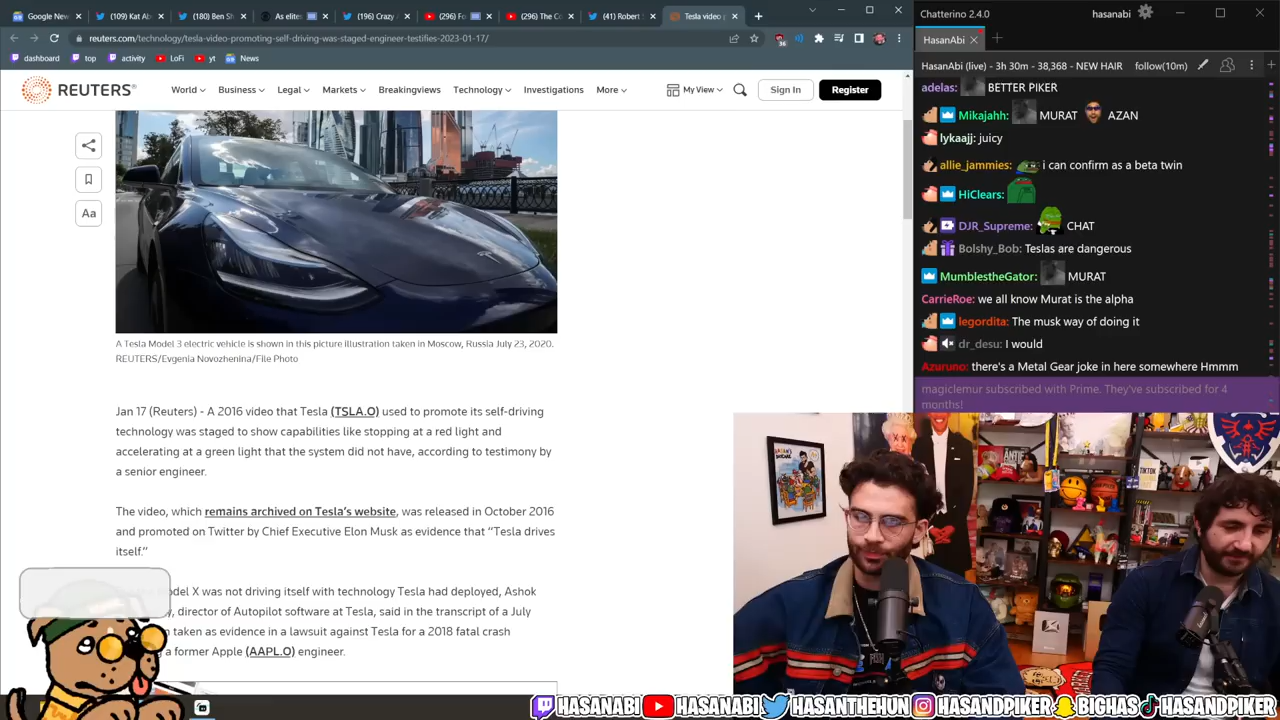 Google New
(109) Kat Ab
(180) Ben Sh
As elites
(196) Crazy
(296) Fo
(296) The Co
(41) Robert
Tesla video p
reuters.com/technology/tesla-video-promoting-self-driving-was-staged-engineer-testifies-2023-01-17/
dashboard
top
activity
LoFi
yt
News
REUTERS
World
Business
Legal
Markets
Breakingviews
Technology
Investigations
More
My View
Sign In
Register
Aa
A Tesla Model 3 electric vehicle is shown in this picture illustration taken in Moscow, Russia July 23, 2020.
REUTERS/Evgenia Novozhenina/File Photo
Jan 17 (Reuters) - A 2016 video that Tesla (TSLA.O) used to promote its self-driving
technology was staged to show capabilities like stopping at a red light and
accelerating at a green light that the system did not have, according to testimony by
a senior engineer.
The video, which remains archived on Tesla's website, was released in October 2016
and promoted on Twitter by Chief Executive Elon Musk as evidence that "Tesla drives
itself."
odel X was not driving itself with technology Tesla had deployed, Ashok
director of Autopilot software at Tesla, said in the transcript of a July
taken as evidence in a lawsuit against Tesla for a 2018 fatal crash
a former Apple (AAPL.O) engineer.
Chatterino 2.4.0
hasanabi
HasanAbi
HasanAbi (live) - 3h 30m - 38,368 - NEW HAIR
follow(10m)
adelas: BETTER PIKER
Mikajahh: MURAT AZAN
lykaajj: juicy
allie_jammies: i can confirm as a beta twin
HiClears:
DJR_Supreme: CHAT
Bolshy_Bob: Teslas are dangerous
MumblestheGator: MURAT
CarrieRoe: we all know Murat is the alpha
legordita: The musk way of doing it
dr_desu: I would
Azuruno: there's a Metal Gear joke in here somewhere Hmmm
magiclemur subscribed with Prime. They've subscribed for 4
months!
TIKTOK
HASANABI
HASANABI
HASANTHEHUN
HASANDPIKER
BIGHAS
HASANDPIKER